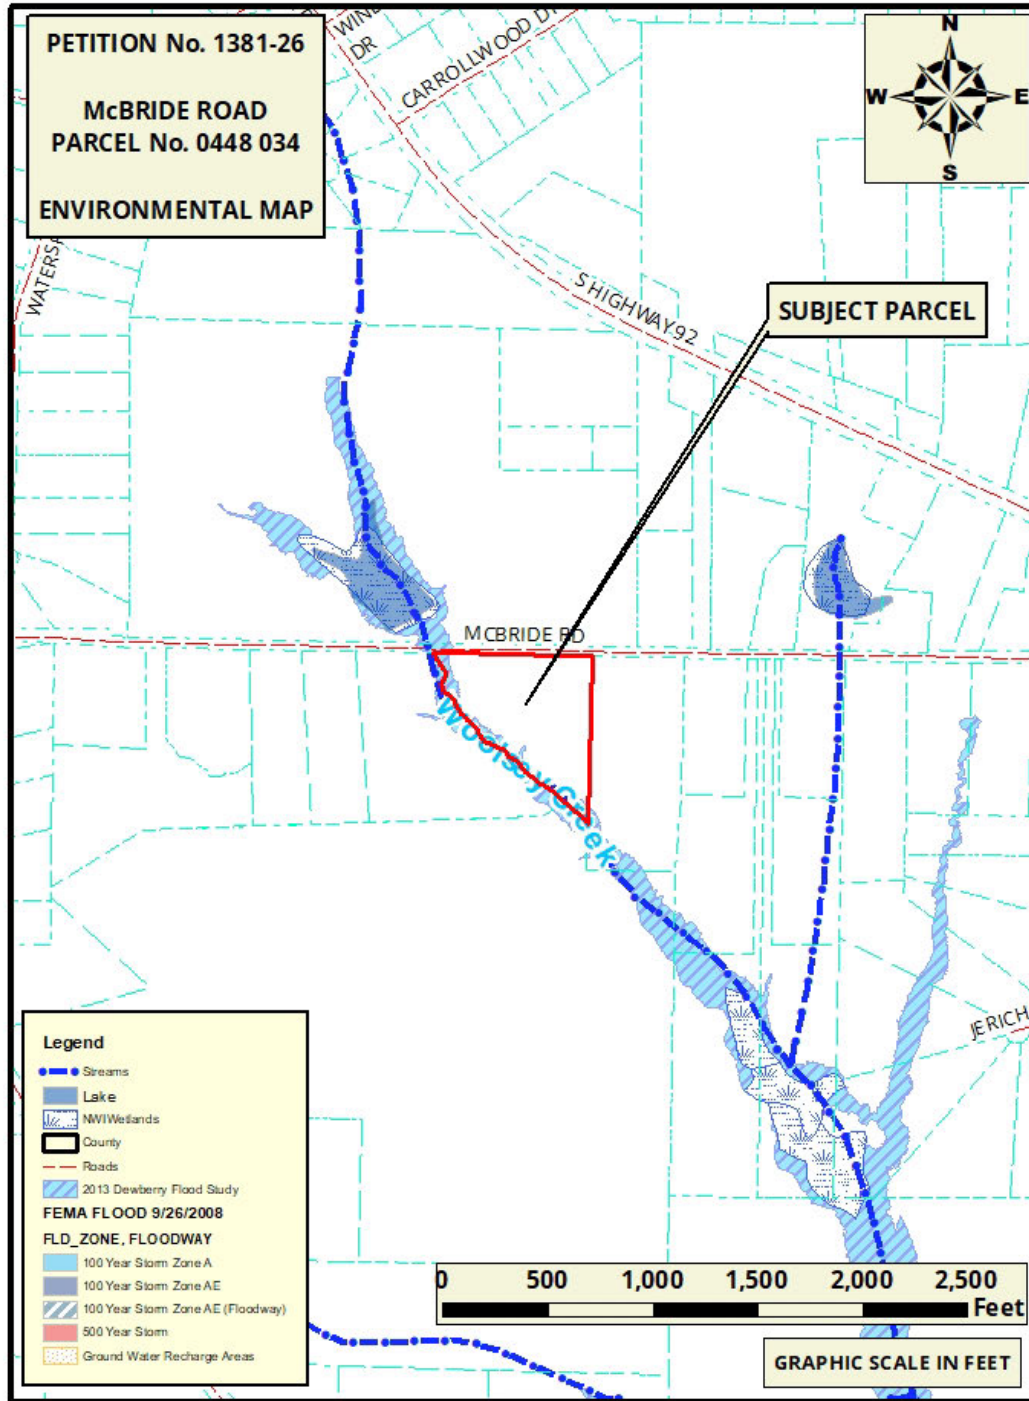 PETITION No. 1381-26
McBRIDE ROAD
PARCEL No. 0448 034
ENVIRONMENTAL MAP
DR
CARROLLWOOD
N
W
E
S
S HIGHWAY 92
SUBJECT PARCEL
MCBRIDE RD
Woolsey Creek
Legend
Streams
Lake
NWI Wetlands
County
Roads
2013 Dewberry Flood Study
FEMA FLOOD 9/26/2008
FLD_ZONE, FLOODWAY
100 Year Storm Zone A
100 Year Storm Zone AE
100 Year Storm Zone AE (Floodway)
500 Year Storm
Ground Water Recharge Areas
JERICH
0 500 1,000 1,500 2,000 2,500
Feet
GRAPHIC SCALE IN FEET